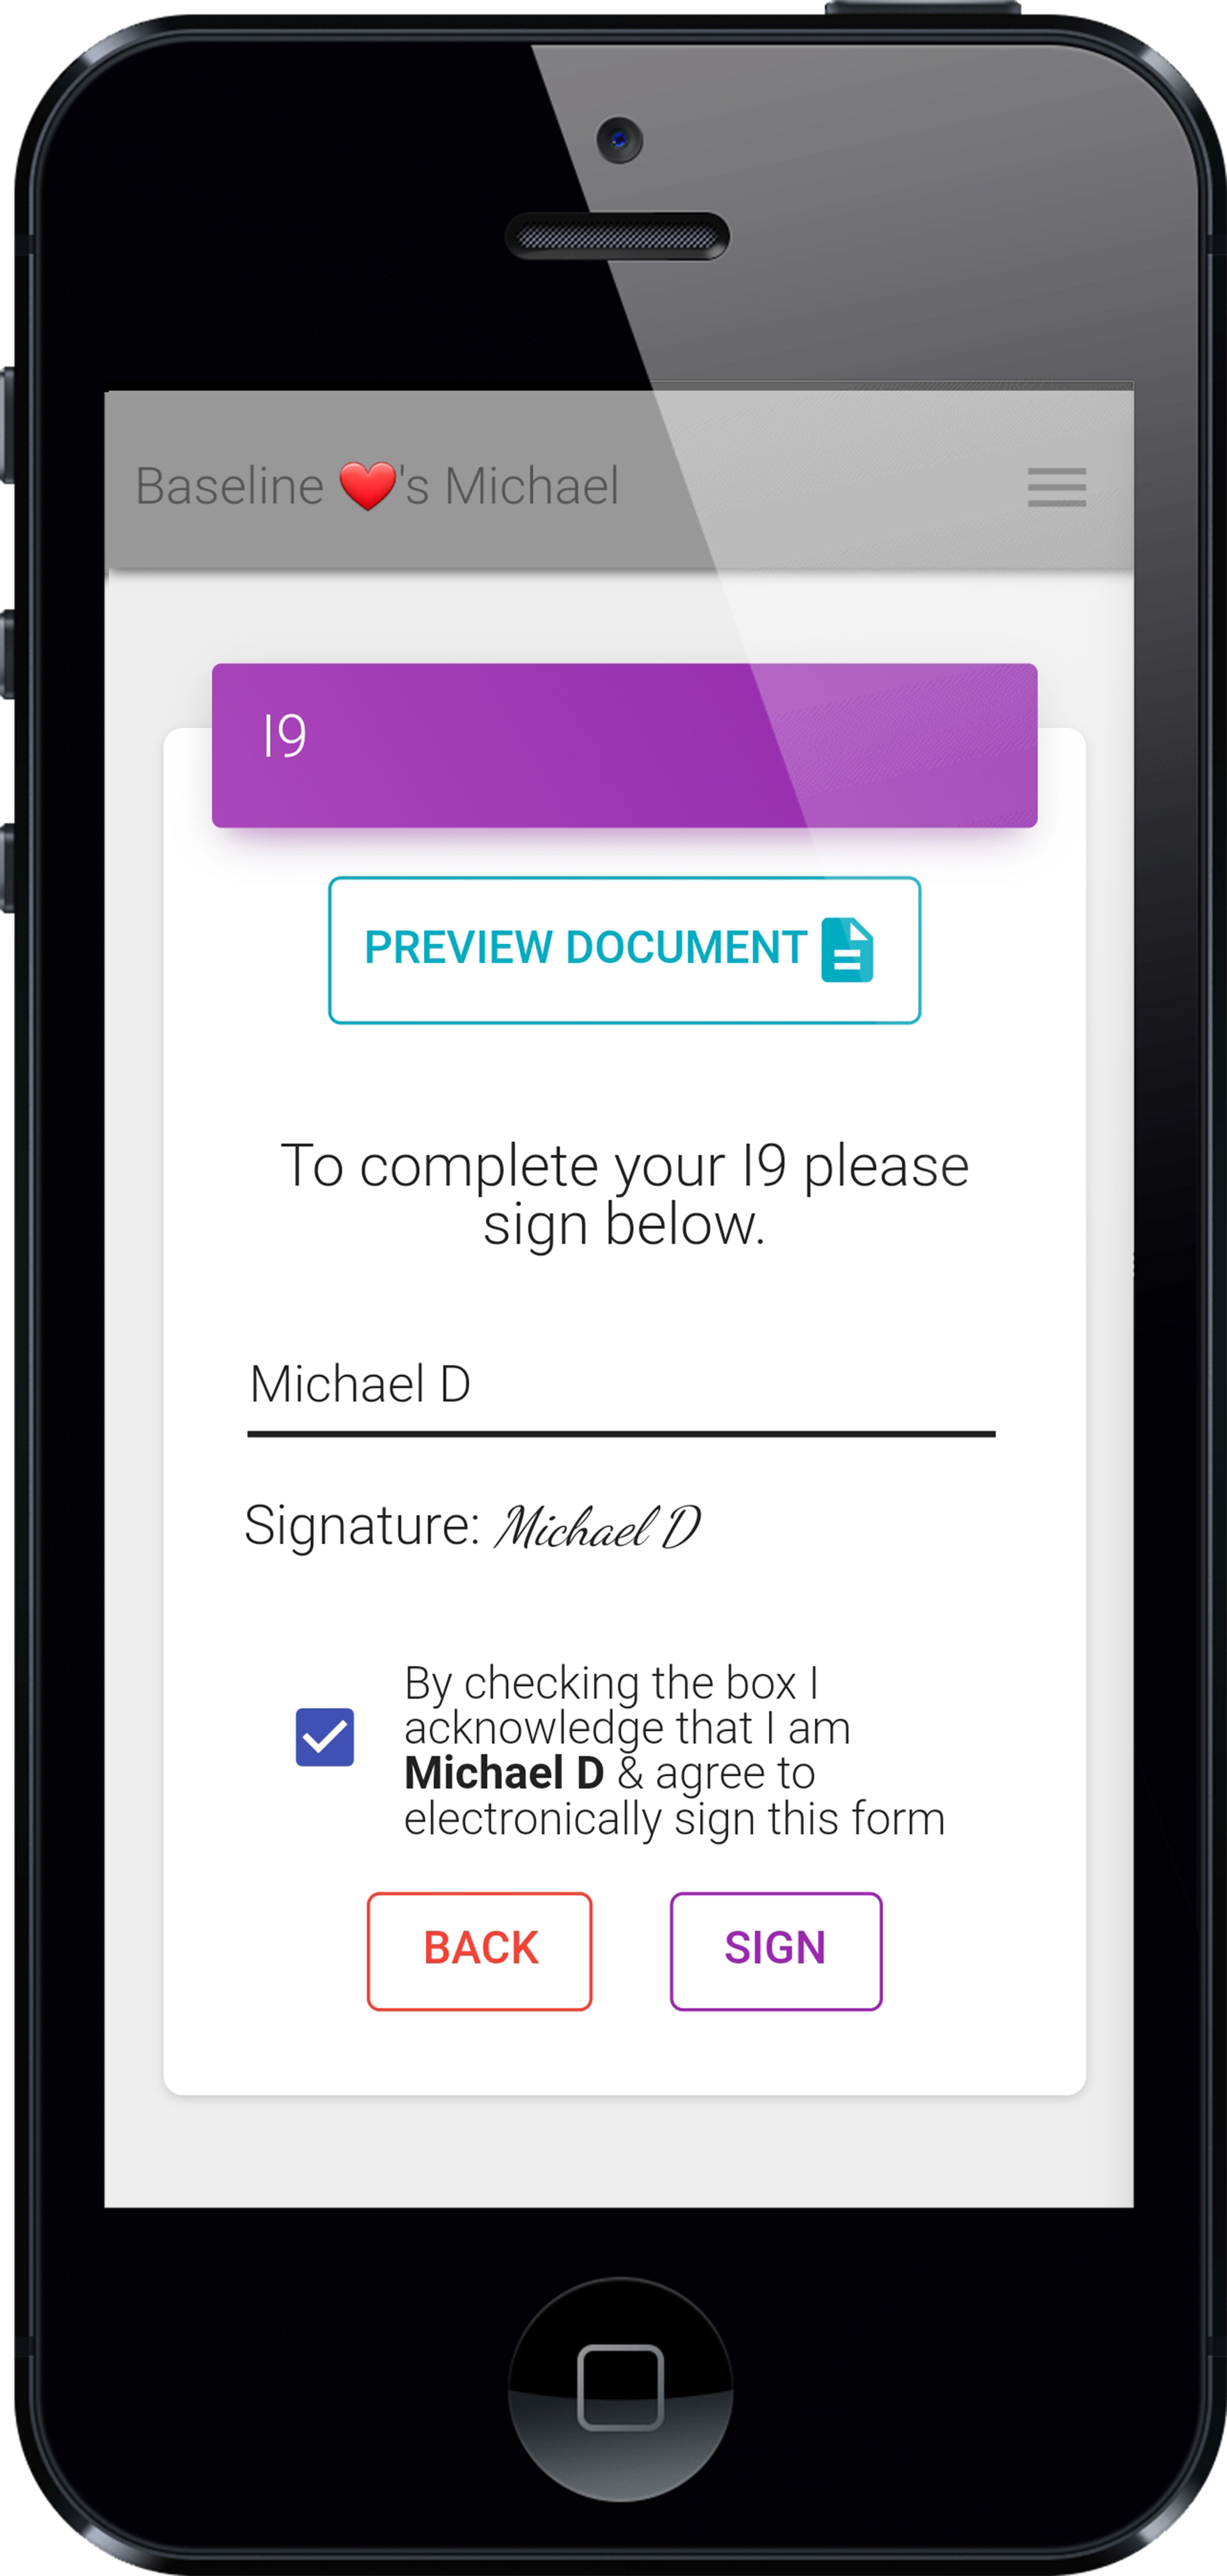 Baseline ❤️'s Michael
I9
PREVIEW DOCUMENT
To complete your I9 please
sign below.
Michael D
Signature: Michael D
By checking the box I
acknowledge that I am
Michael D & agree to
electronically sign this form
BACK SIGN